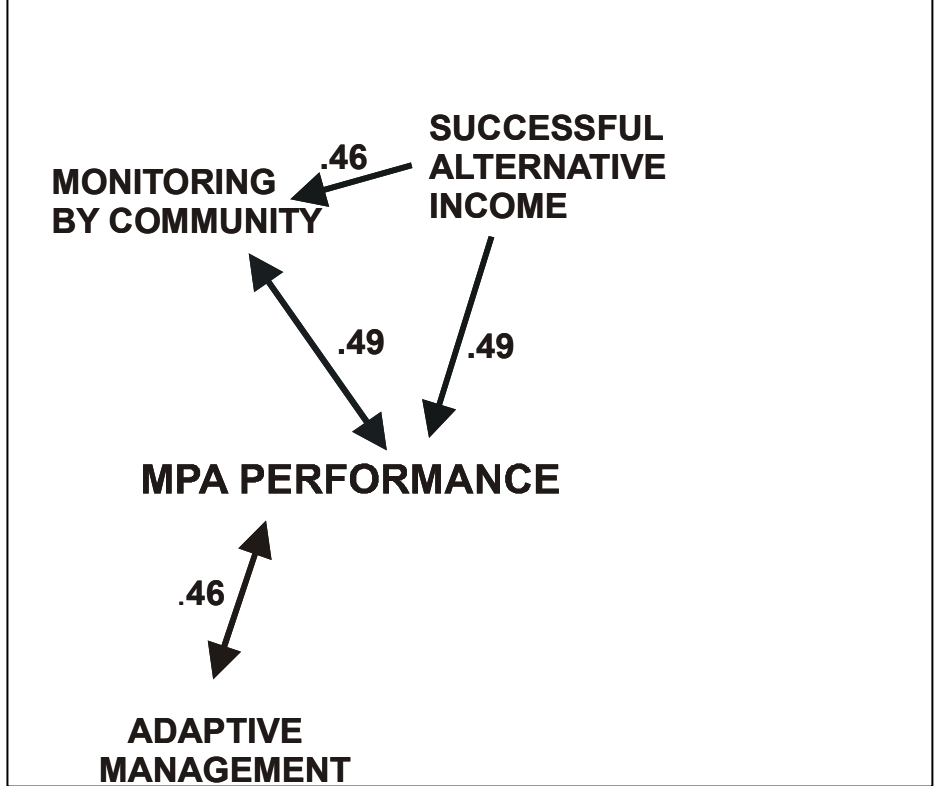 SUCCESSFUL
ALTERNATIVE
INCOME
.46
MONITORING
BY COMMUNITY
.49
.49
MPA PERFORMANCE
.46
ADAPTIVE
MANAGEMENT